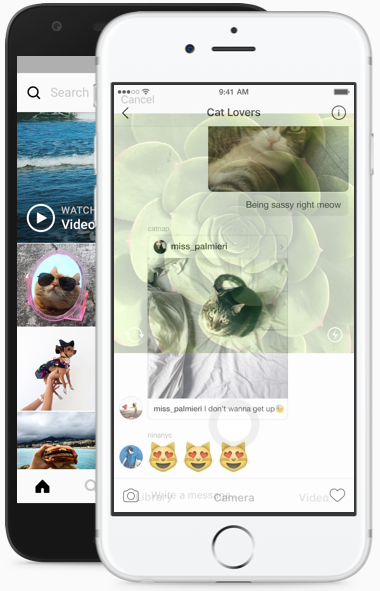 Search
WATCH
Video
9:41 AM
Cancel
Cat Lovers
Being sassy right meow
catnap
miss_palmieri
miss_palmieri I don't wanna get up
ninanyc
Library
Write a message
Camera
Video